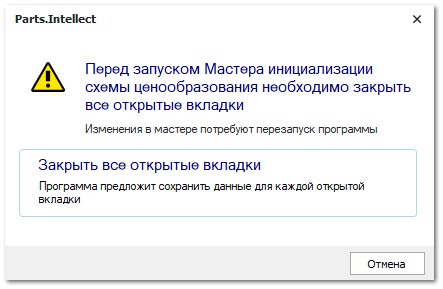 Parts.Intellect
Перед запуском Мастера инициализации
схемы ценообразования необходимо закрыть
все открытые вкладки
Изменения в мастере потребуют перезапуск программы
Закрыть все открытые вкладки
Программа предложит сохранить данные для каждой открытой
вкладки
Отмена